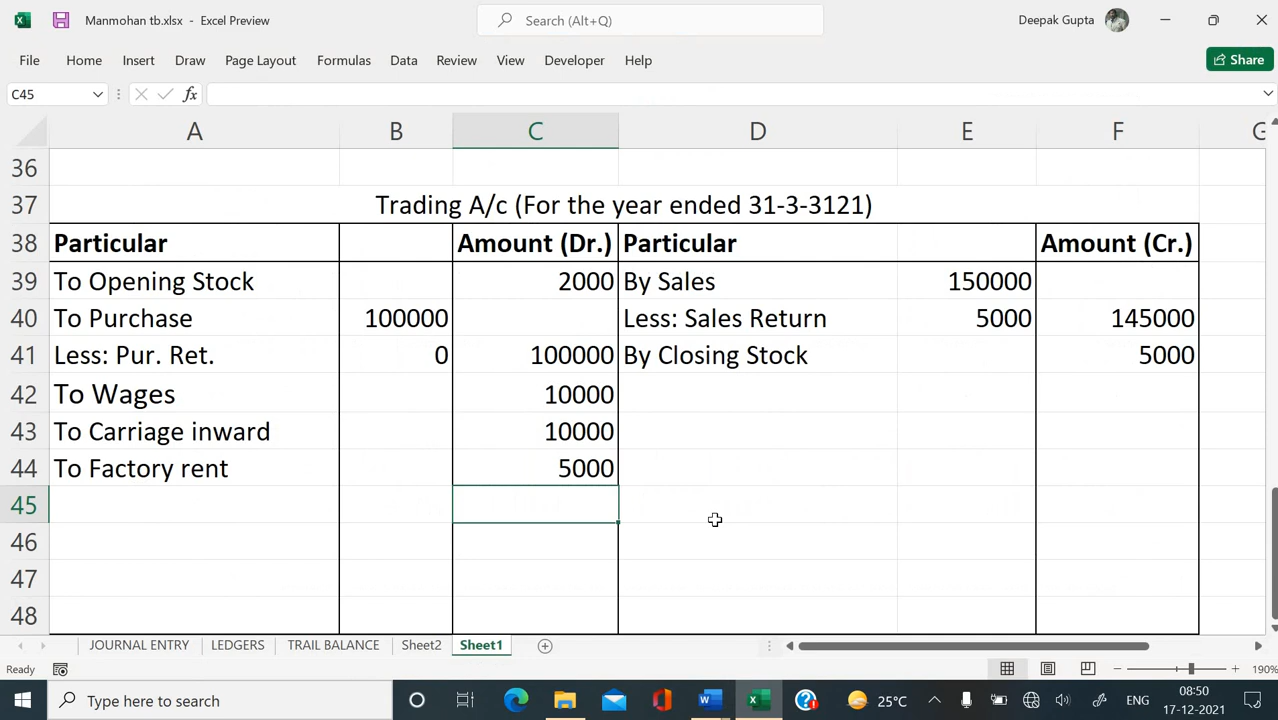 Manmohan tb.xlsx - Excel Preview
Search (Alt+Q)
Deepak Gupta
File Home Insert Draw Page Layout Formulas Data Review View Developer Help
Share
C45
fx
A B C D E F G
36
37 Trading A/c (For the year ended 31-3-3121)
38 Particular Amount (Dr.) Particular Amount (Cr.)
39 To Opening Stock 2000 By Sales 150000
40 To Purchase 100000 Less: Sales Return 5000 145000
41 Less: Pur. Ret. 0 100000 By Closing Stock 5000
42 To Wages 10000
43 To Carriage inward 10000
44 To Factory rent 5000
45
46
47
48
JOURNAL ENTRY LEDGERS TRAIL BALANCE Sheet2 Sheet1
Ready
190%
Type here to search
25°C
ENG
08:50
17-12-2021